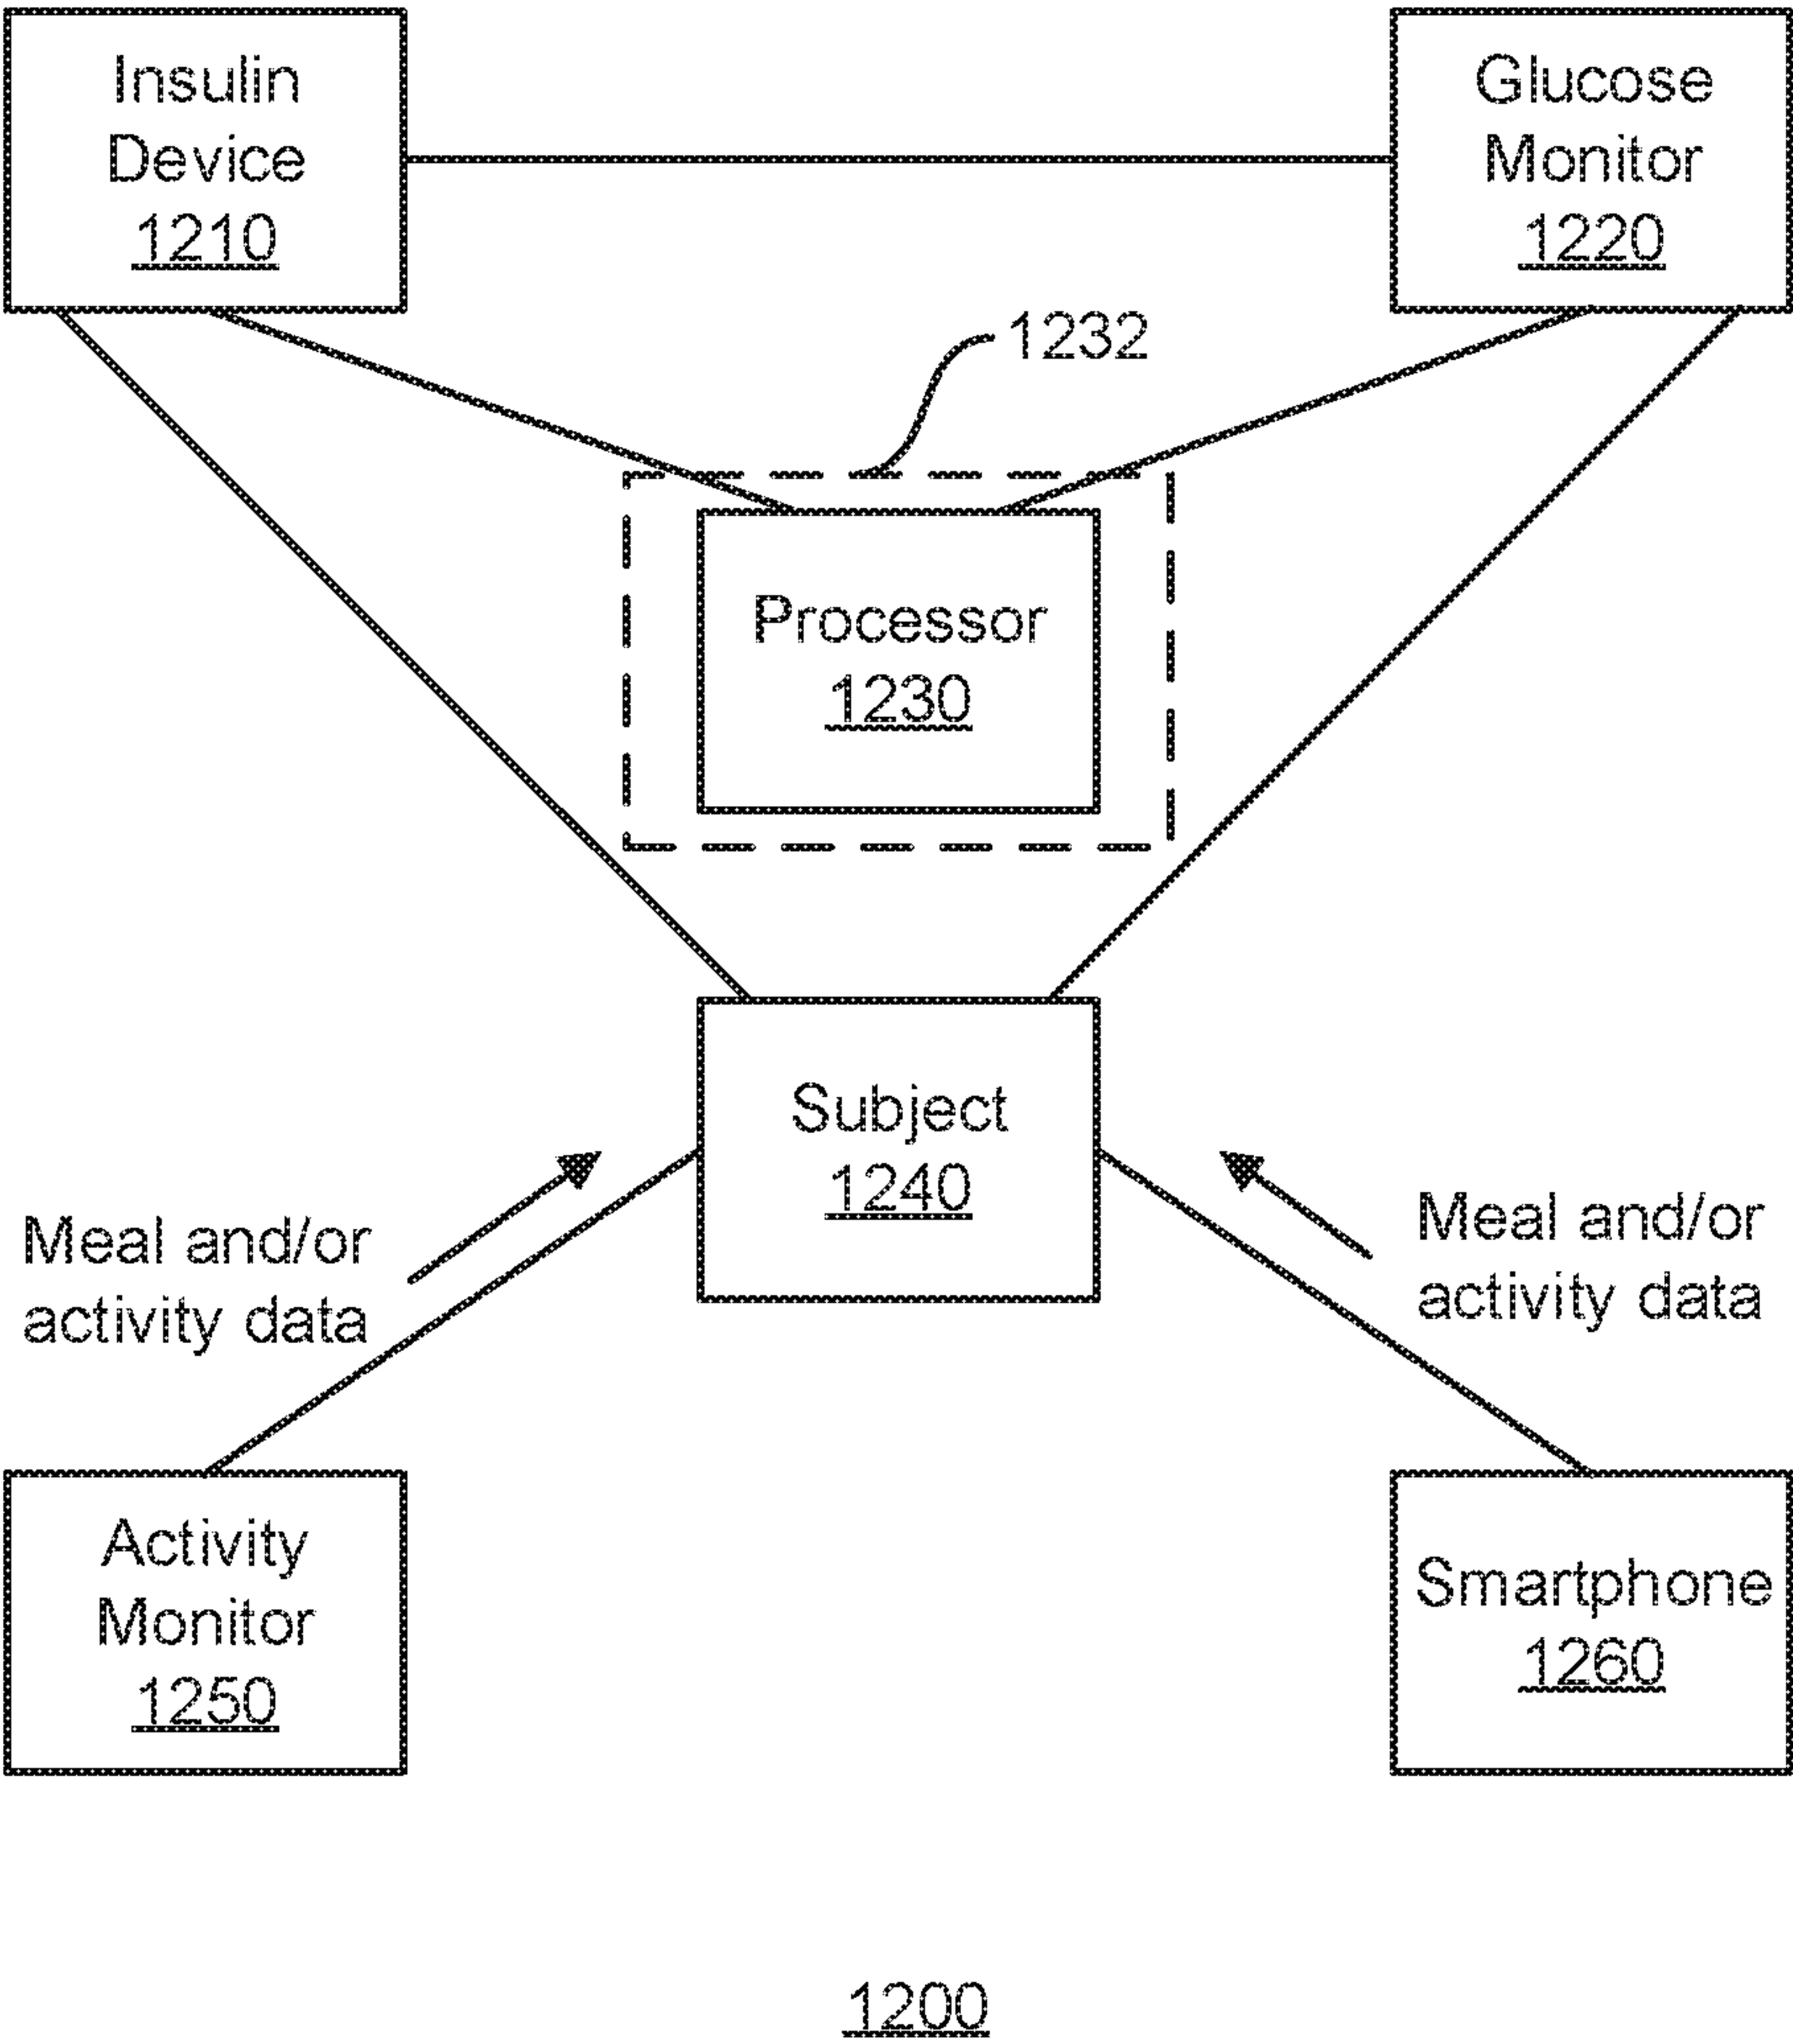 Insulin
Device
1210
Glucose
Monitor
1220
1232
Processor
1230
Subject
1240
Meal and/or
activity data
Meal and/or
activity data
Activity
Monitor
1250
Smartphone
1260
1200